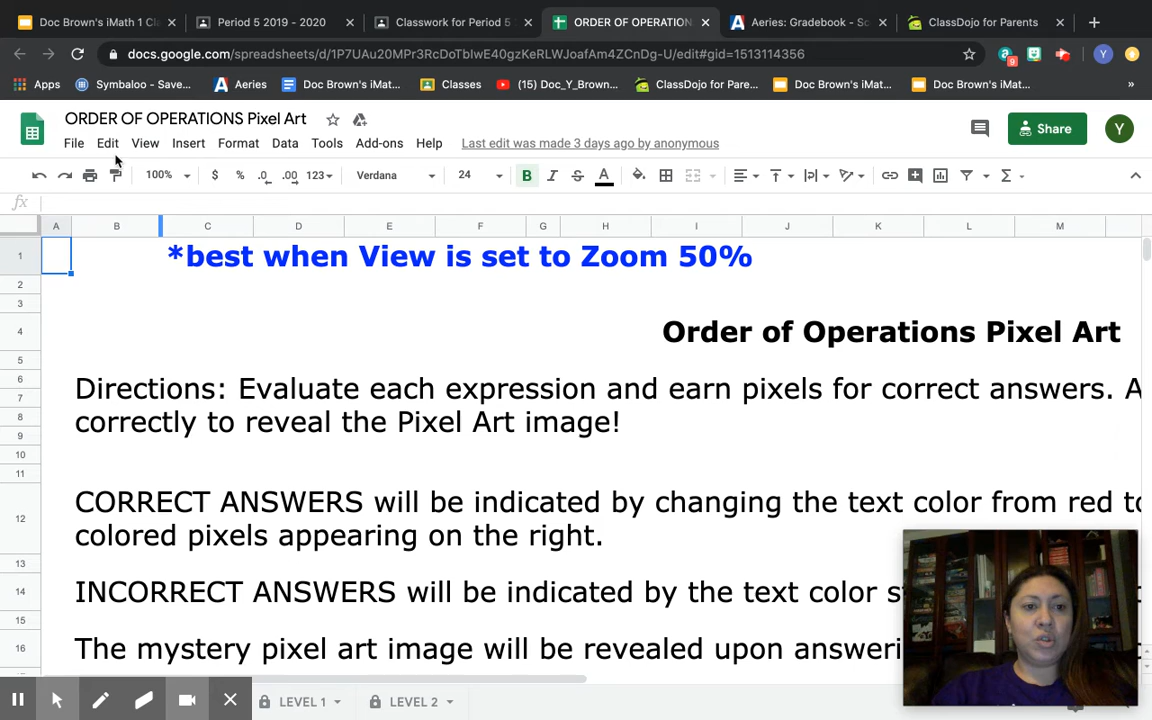 Doc Brown's iMath 1 Cl
Period 5 2019 - 2020
Classwork for Period 5
ORDER OF OPERATION
Aeries: Gradebook - Sc
ClassDojo for Parents
docs.google.com/spreadsheets/d/1P7UAu20MPr3RcDoTbIwE40gzKeRLWJoafAm4ZCnDg-U/edit#gid=1513114356
9
Y
Apps
Symbaloo - Save...
Aeries
Doc Brown's iMat...
Classes
(15) Doc_Y_Brown...
ClassDojo for Pare...
Doc Brown's iMat...
Doc Brown's iMat...
»
ORDER OF OPERATIONS Pixel Art
File Edit View Insert Format Data Tools Add-ons Help Last edit was made 3 days ago by anonymous
Share
Y
100% $ % .0 .00 123 Verdana 24 B I S A Σ
fx
A B C D E F G H I J K L M
1 *best when View is set to Zoom 50%
2
3
4 Order of Operations Pixel Art
5
6
7 Directions: Evaluate each expression and earn pixels for correct answers. A
8 correctly to reveal the Pixel Art image!
9
10
11
12 CORRECT ANSWERS will be indicated by changing the text color from red to
colored pixels appearing on the right.
13
14 INCORRECT ANSWERS will be indicated by the text color s
15
16 The mystery pixel art image will be revealed upon answeri
LEVEL 1
LEVEL 2